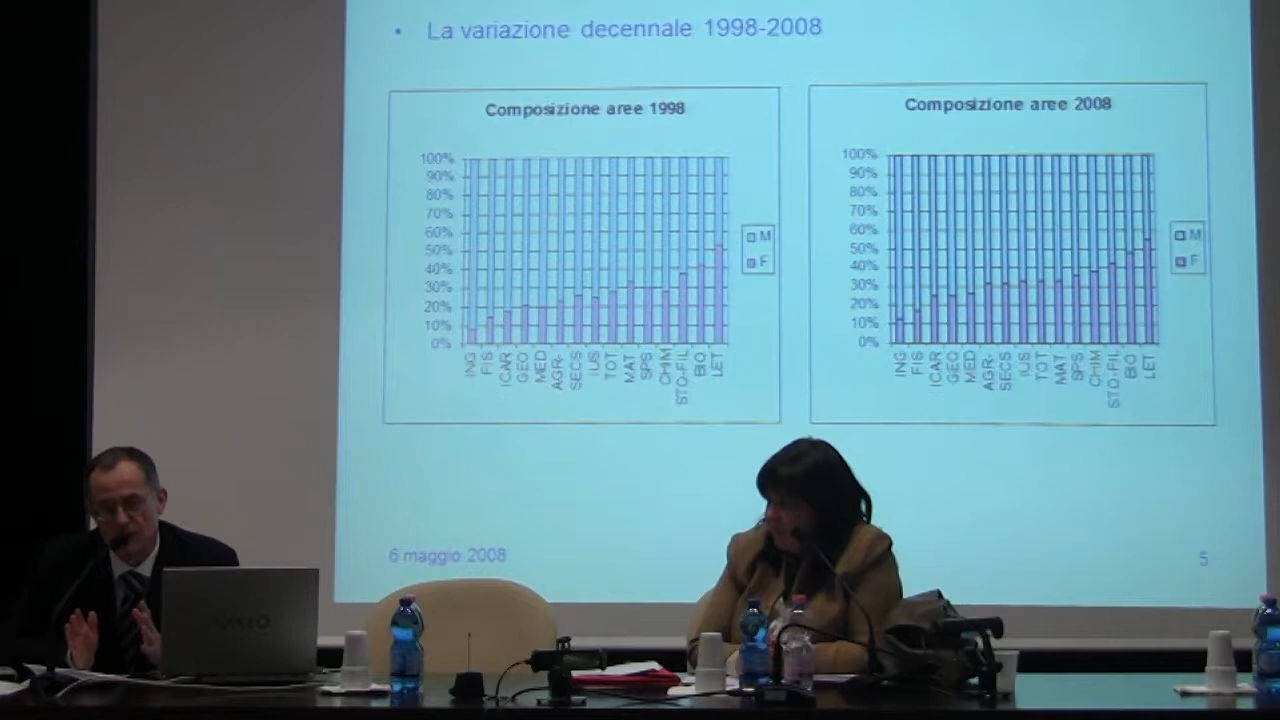 • La variazione decennale 1998-2008
Composizione aree 1998
100%
90%
80%
70%
60%
50%
40%
30%
20%
10%
0%
ING FIS ICAR GEO MED AGR- SECS IUS TOT MAT SPS CHIM STO-FIL BIO LET
M
F
Composizione aree 2008
100%
90%
80%
70%
60%
50%
40%
30%
20%
10%
0%
ING FIS ICAR GEO MED AGR- SECS IUS TOT MAT SPS CHIM STO-FIL BIO LET
M
F
6 maggio 2008
5